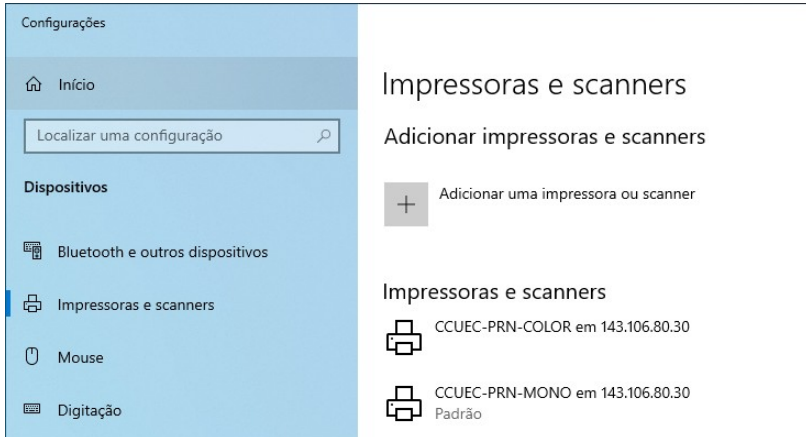 Configurações
Início
Localizar uma configuração
Dispositivos
Bluetooth e outros dispositivos
Impressoras e scanners
Mouse
Digitação
Impressoras e scanners
Adicionar impressoras e scanners
Adicionar uma impressora ou scanner
Impressoras e scanners
CCUEC-PRN-COLOR em 143.106.80.30
CCUEC-PRN-MONO em 143.106.80.30
Padrão